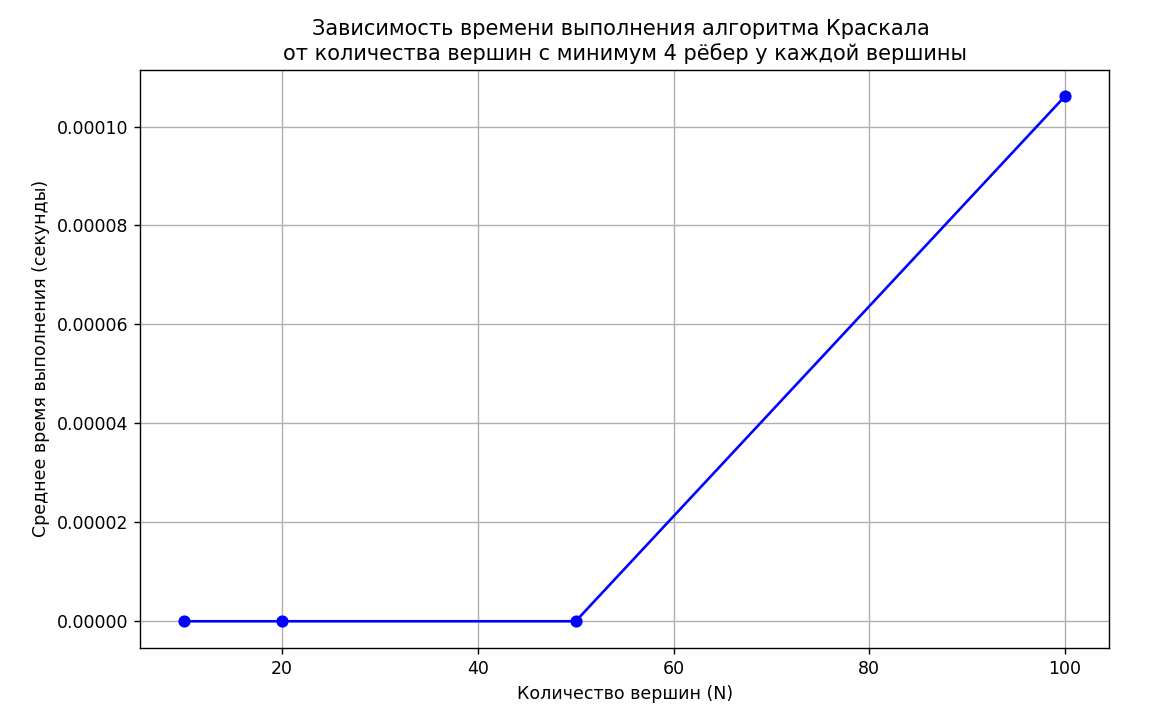 Зависимость времени выполнения алгоритма Краскала
от количества вершин с минимум 4 рёбер у каждой вершины
Среднее время выполнения (секунды)
0.00010
0.00008
0.00006
0.00004
0.00002
0.00000
20 40 60 80 100
Количество вершин (N)